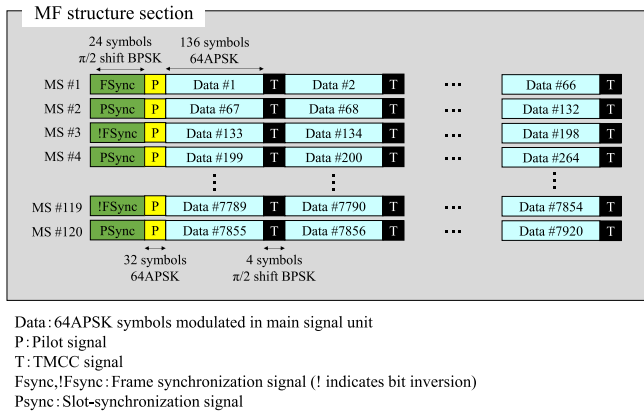 MF structure section
24 symbols
π/2 shift BPSK
136 symbols
64APSK
MS #1 FSync P Data #1 T Data #2 T ... Data #66 T
MS #2 PSync P Data #67 T Data #68 T ... Data #132 T
MS #3 !FSync P Data #133 T Data #134 T ... Data #198 T
MS #4 PSync P Data #199 T Data #200 T ... Data #264 T
MS #119 !FSync P Data #7789 T Data #7790 T ... Data #7854 T
MS #120 PSync P Data #7855 T Data #7856 T ... Data #7920 T
32 symbols
64APSK
4 symbols
π/2 shift BPSK
Data:64APSK symbols modulated in main signal unit
P:Pilot signal
T:TMCC signal
Fsync,!Fsync:Frame synchronization signal (! indicates bit inversion)
Psync:Slot-synchronization signal